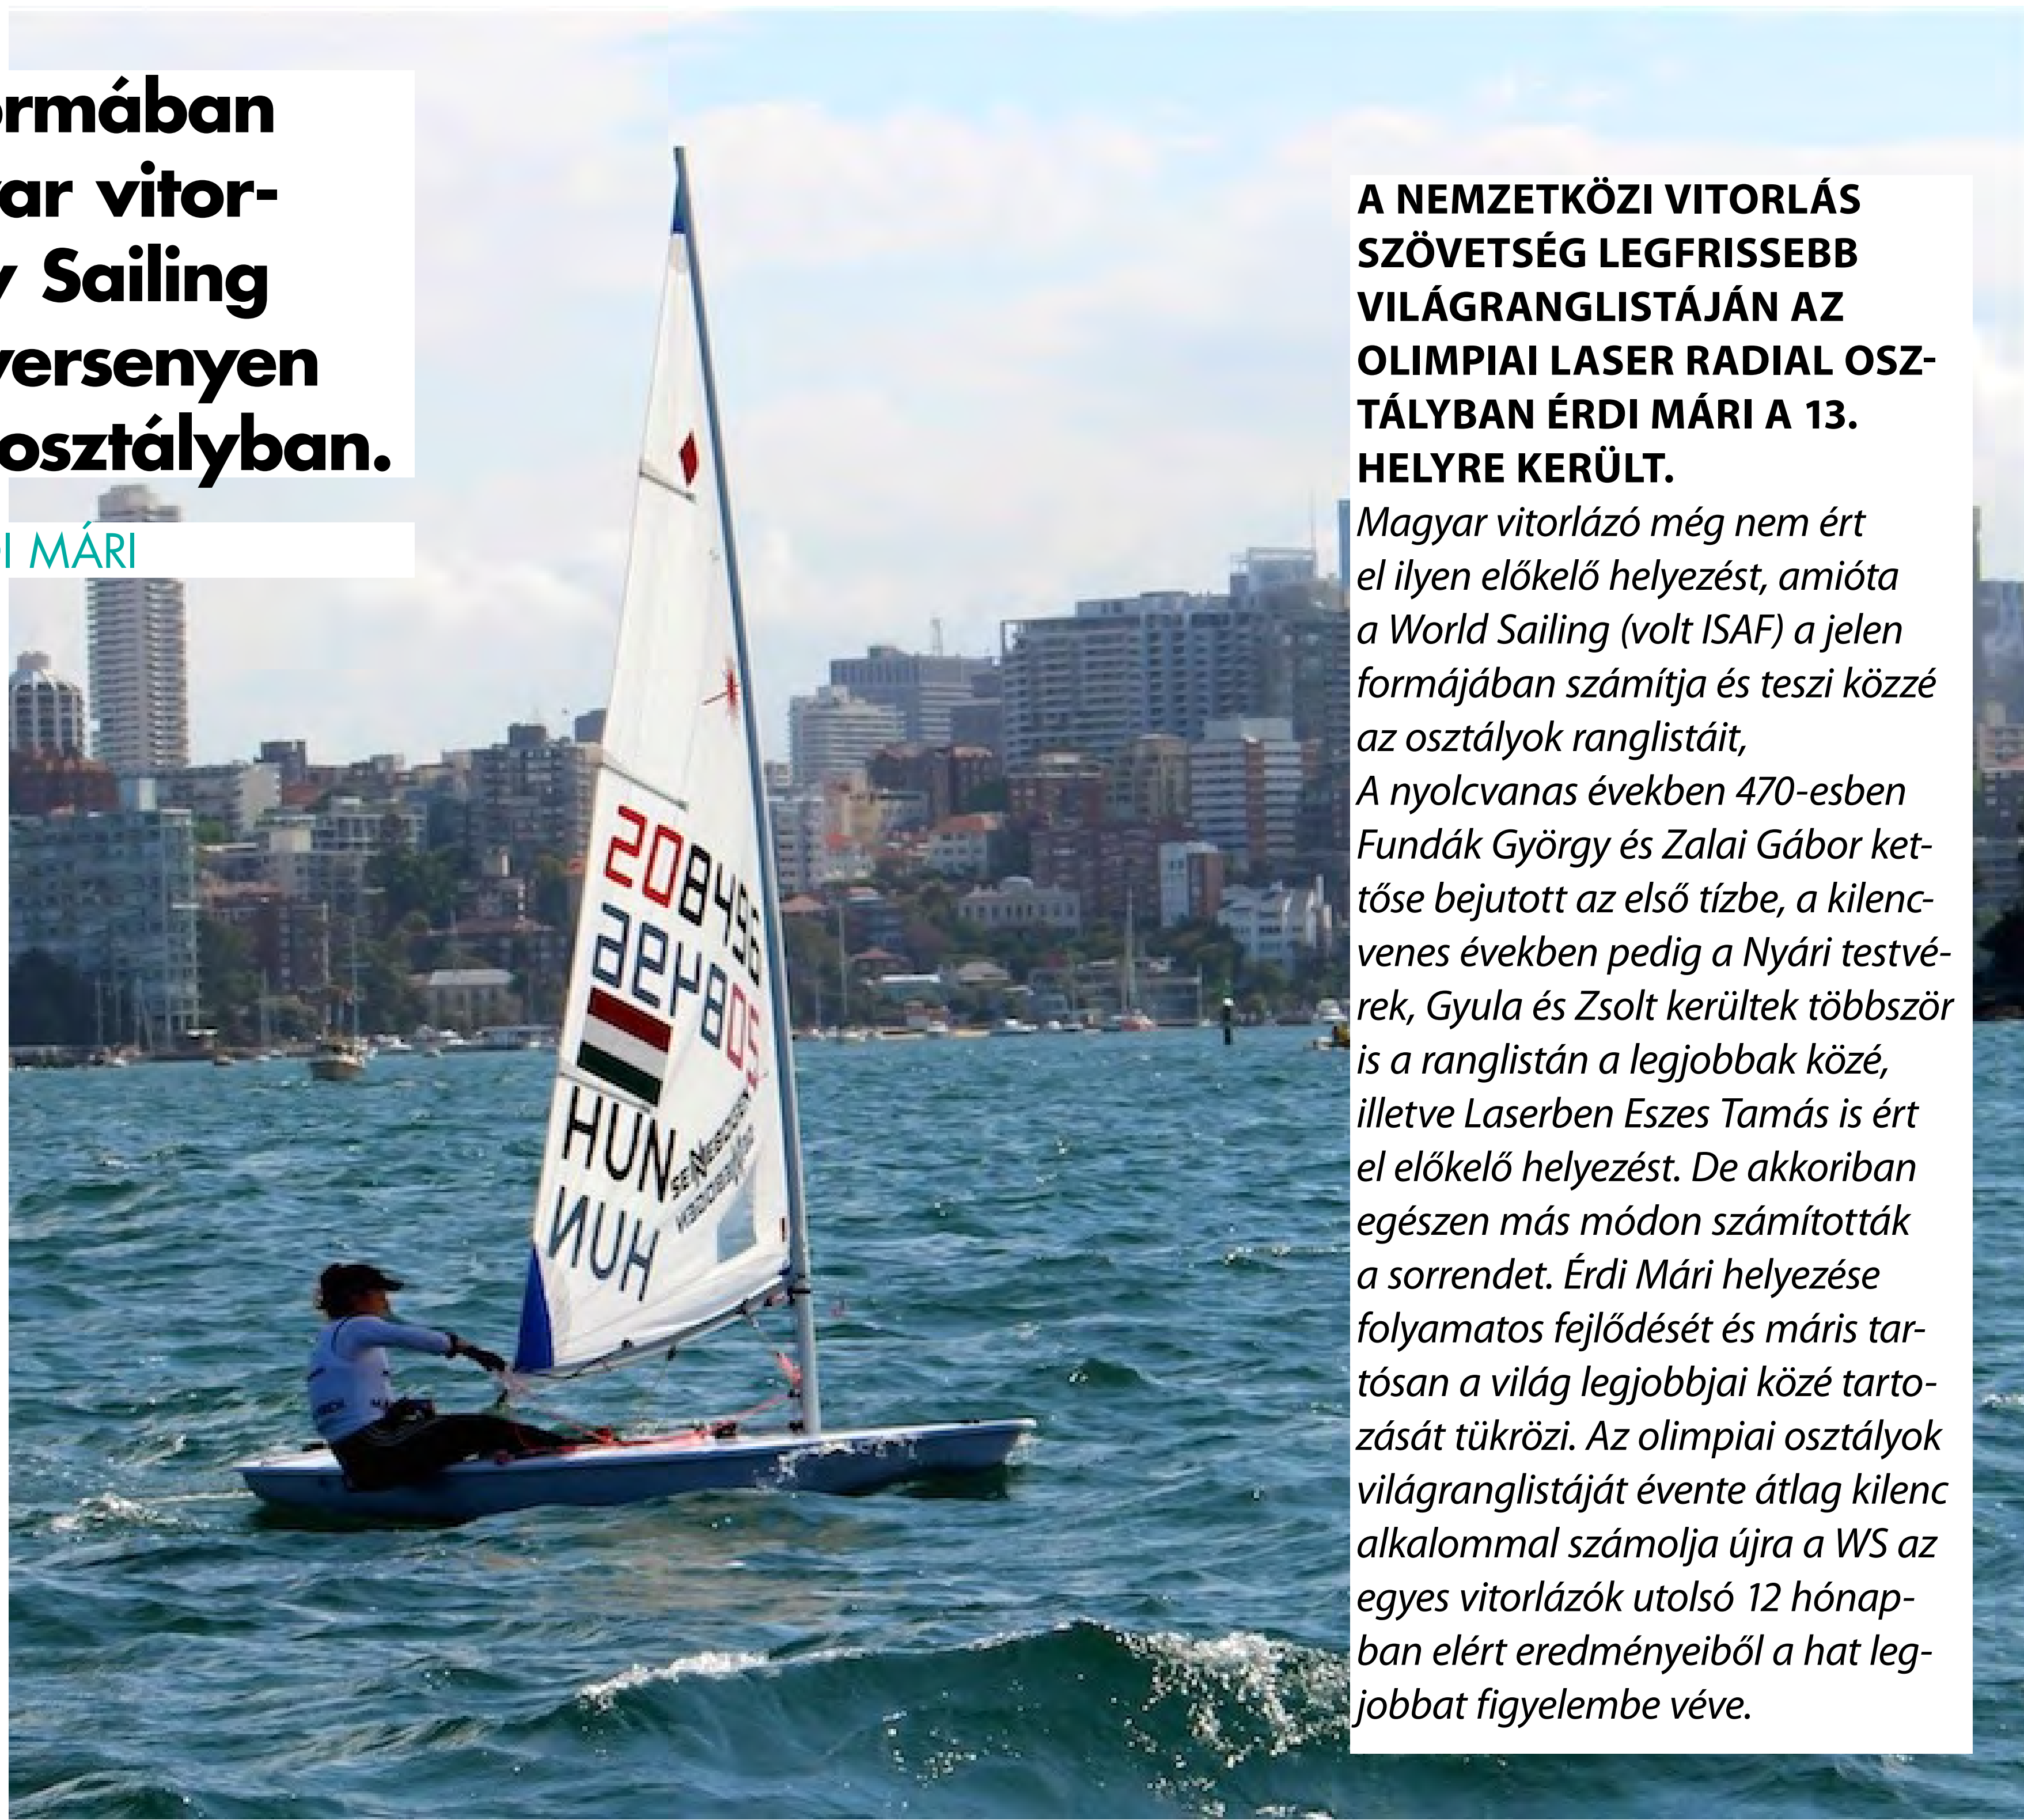 ormában
ar vitor-
y Sailing
versenyen
osztályban.
I MÁRI
A NEMZETKÖZI VITORLÁS
SZÖVETSÉG LEGFRISSEBB
VILÁGRANGLISTÁJÁN AZ
OLIMPIAI LASER RADIAL OSZ-
TÁLYBAN ÉRDI MÁRI A 13.
HELYRE KERÜLT.
Magyar vitorlázó még nem ért
el ilyen előkelő helyezést, amióta
a World Sailing (volt ISAF) a jelen
formájában számítja és teszi közzé
az osztályok ranglistáit,
A nyolcvanas években 470-esben
Fundák György és Zalai Gábor ket-
tőse bejutott az első tízbe, a kilenc-
venes években pedig a Nyári testvé-
rek, Gyula és Zsolt kerültek többször
is a ranglistán a legjobbak közé,
illetve Laserben Eszes Tamás is ért
el előkelő helyezést. De akkoriban
egészen más módon számították
a sorrendet. Érdi Mári helyezése
folyamatos fejlődését és máris tar-
tósan a világ legjobbjai közé tarto-
zását tükrözi. Az olimpiai osztályok
világranglistáját évente átlag kilenc
alkalommal számolja újra a WS az
egyes vitorlázók utolsó 12 hónap-
ban elért eredményeiből a hat leg-
jobbat figyelembe véve.
HUN
HUN